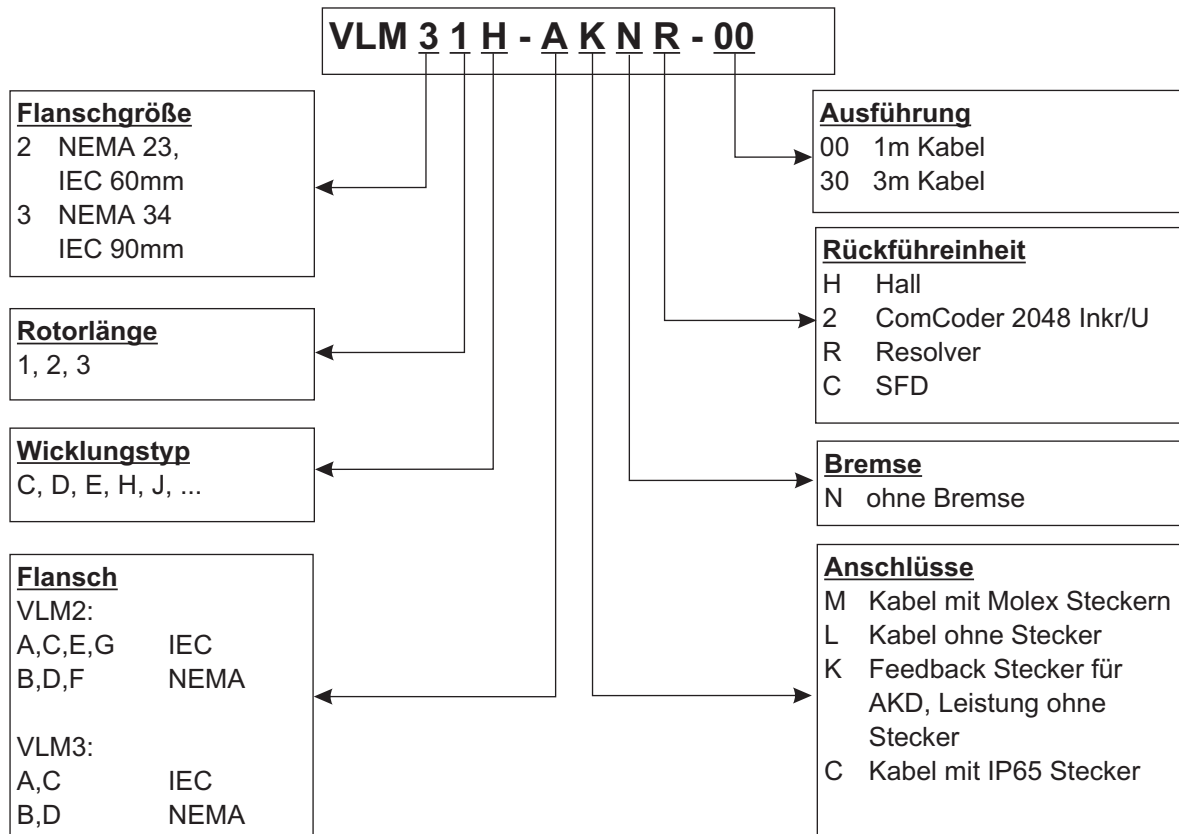 VLM 3 1 H - A K N R - 00
Flanschgröße
2 NEMA 23,
IEC 60mm
3 NEMA 34
IEC 90mm
Rotorlänge
1, 2, 3
Wicklungstyp
C, D, E, H, J, ...
Flansch
VLM2:
A,C,E,G IEC
B,D,F NEMA
VLM3:
A,C IEC
B,D NEMA
Ausführung
00 1m Kabel
30 3m Kabel
Rückführeinheit
H Hall
2 ComCoder 2048 Inkr/U
R Resolver
C SFD
Bremse
N ohne Bremse
Anschlüsse
M Kabel mit Molex Steckern
L Kabel ohne Stecker
K Feedback Stecker für
AKD, Leistung ohne
Stecker
C Kabel mit IP65 Stecker